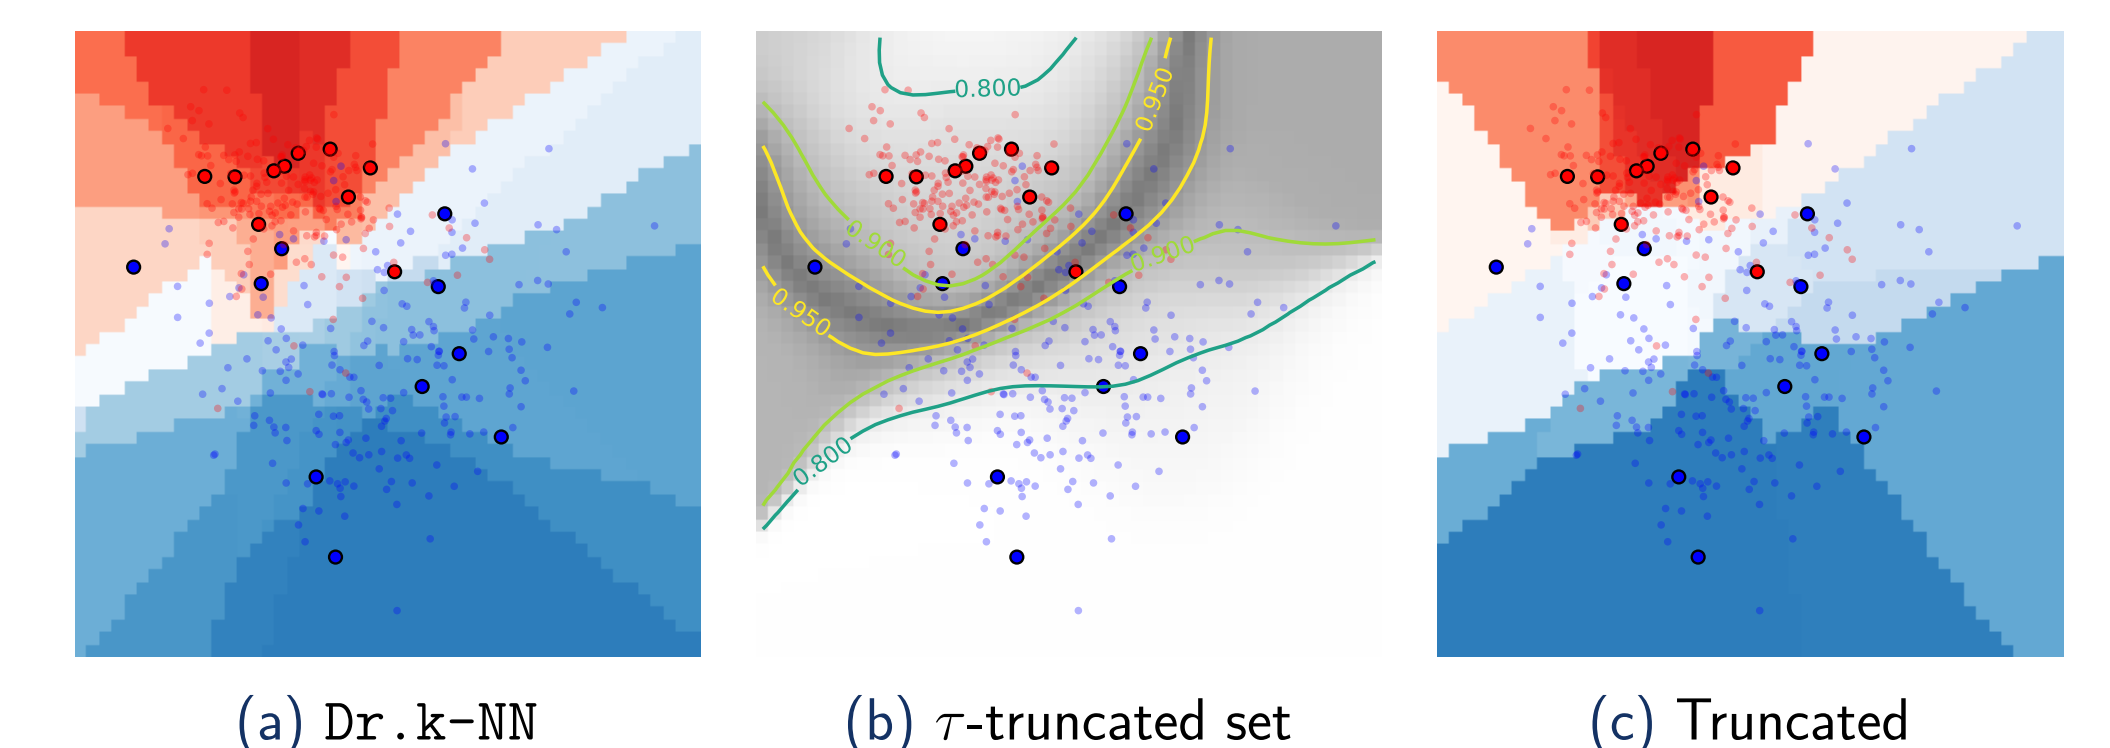 0.800
0.950
0.900
0.900
0.950
0.800
(a) Dr.k-NN
(b) τ-truncated set
(c) Truncated